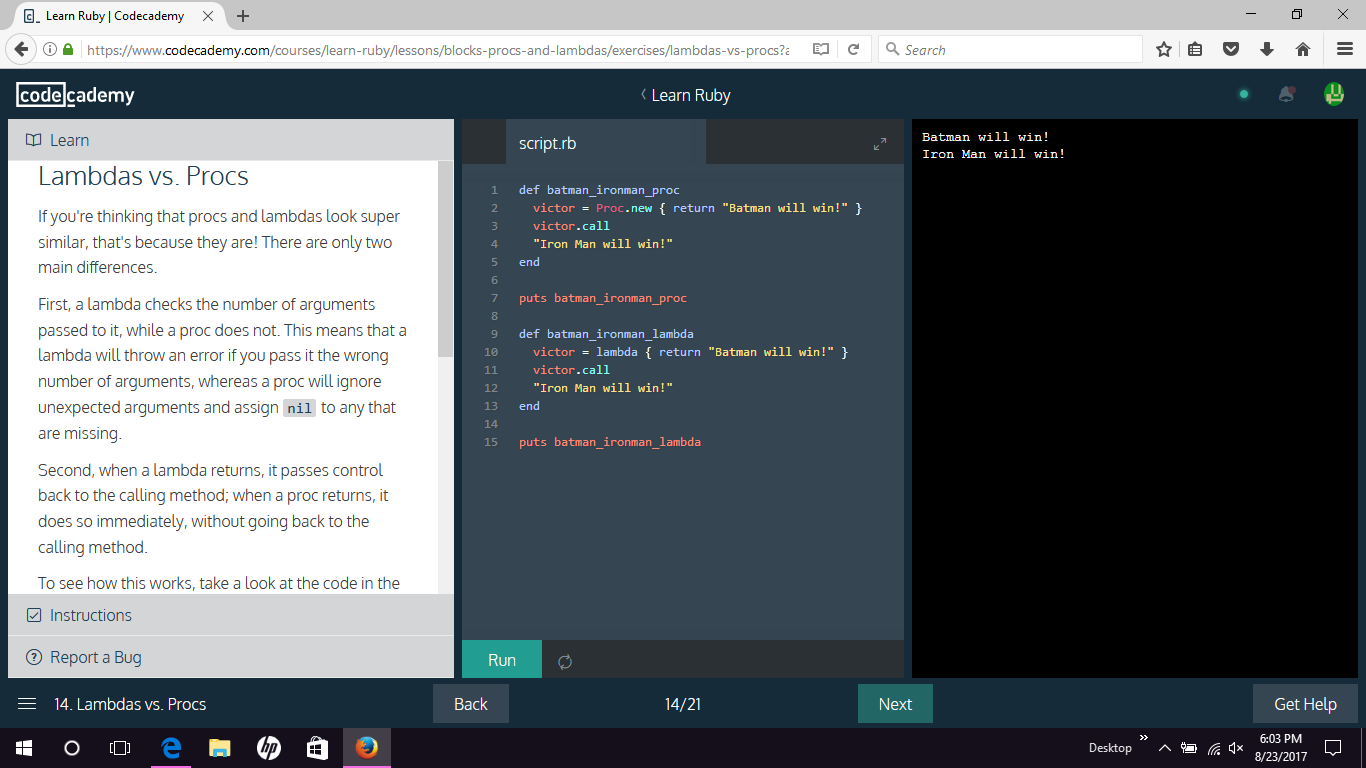 Learn Ruby | Codecademy
https://www.codecademy.com/courses/learn-ruby/lessons/blocks-procs-and-lambdas/exercises/lambdas-vs-procs?a
Search
codecademy
Learn Ruby
Learn
Lambdas vs. Procs
If you're thinking that procs and lambdas look super
similar, that's because they are! There are only two
main differences.
First, a lambda checks the number of arguments
passed to it, while a proc does not. This means that a
lambda will throw an error if you pass it the wrong
number of arguments, whereas a proc will ignore
unexpected arguments and assign nil to any that
are missing.
Second, when a lambda returns, it passes control
back to the calling method; when a proc returns, it
does so immediately, without going back to the
calling method.
To see how this works, take a look at the code in the
Instructions
Report a Bug
script.rb
1 def batman_ironman_proc
2 victor = Proc.new { return "Batman will win!" }
3 victor.call
4 "Iron Man will win!"
5 end
6
7 puts batman_ironman_proc
8
9 def batman_ironman_lambda
10 victor = lambda { return "Batman will win!" }
11 victor.call
12 "Iron Man will win!"
13 end
14
15 puts batman_ironman_lambda
Run
Batman will win!
Iron Man will win!
14. Lambdas vs. Procs
Back
14/21
Next
Get Help
hp
Desktop
6:03 PM
8/23/2017